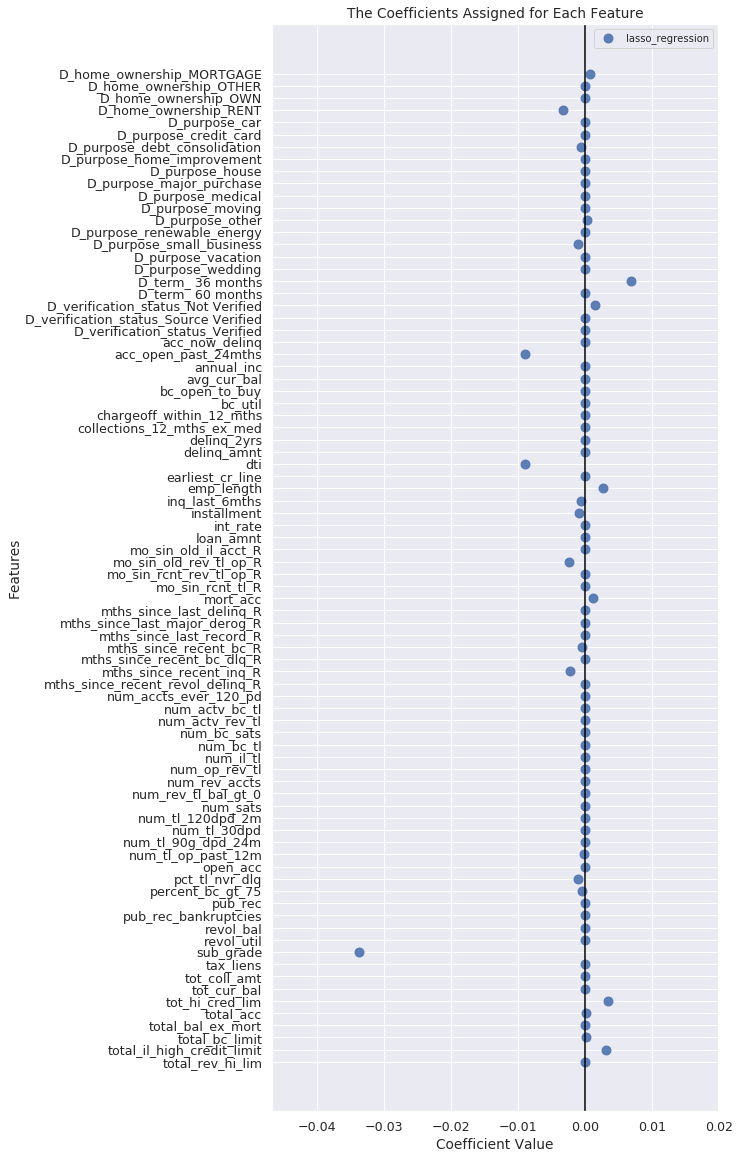 The Coefficients Assigned for Each Feature
lasso_regression
D_home_ownership_MORTGAGE
D_home_ownership_OTHER
D_home_ownership_OWN
D_home_ownership_RENT
D_purpose_car
D_purpose_credit_card
D_purpose_debt_consolidation
D_purpose_home_improvement
D_purpose_house
D_purpose_major_purchase
D_purpose_medical
D_purpose_moving
D_purpose_other
D_purpose_renewable_energy
D_purpose_small_business
D_purpose_vacation
D_purpose_wedding
D_term_ 36 months
D_term_ 60 months
D_verification_status_Not Verified
D_verification_status_Source Verified
D_verification_status_Verified
acc_now_delinq
acc_open_past_24mths
annual_inc
avg_cur_bal
bc_open_to_buy
bc_util
chargeoff_within_12_mths
collections_12_mths_ex_med
delinq_2yrs
delinq_amnt
dti
earliest_cr_line
emp_length
inq_last_6mths
installment
int_rate
loan_amnt
mo_sin_old_il_acct_R
mo_sin_old_rev_tl_op_R
mo_sin_rcnt_rev_tl_op_R
mo_sin_rcnt_tl_R
mort_acc
mths_since_last_delinq_R
mths_since_last_major_derog_R
mths_since_last_record_R
mths_since_recent_bc_R
mths_since_recent_bc_dlq_R
mths_since_recent_inq_R
mths_since_recent_revol_delinq_R
num_accts_ever_120_pd
num_actv_bc_tl
num_actv_rev_tl
num_bc_sats
num_bc_tl
num_il_tl
num_op_rev_tl
num_rev_accts
num_rev_tl_bal_gt_0
num_sats
num_tl_120dpd_2m
num_tl_30dpd
num_tl_90g_dpd_24m
num_tl_op_past_12m
open_acc
pct_tl_nvr_dlq
percent_bc_gt_75
pub_rec
pub_rec_bankruptcies
revol_bal
revol_util
sub_grade
tax_liens
tot_coll_amt
tot_cur_bal
tot_hi_cred_lim
total_acc
total_bal_ex_mort
total_bc_limit
total_il_high_credit_limit
total_rev_hi_lim
Features
−0.04 −0.03 −0.02 −0.01 0.00 0.01 0.02
Coefficient Value